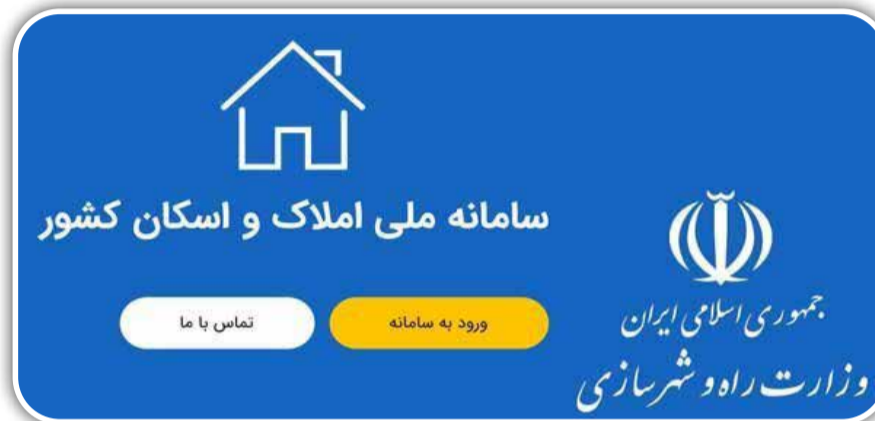 سامانه ملی املاک و اسکان کشور
ورود به سامانه
تماس با ما
جمهوری اسلامی ایران
وزارت راه و شهرسازی